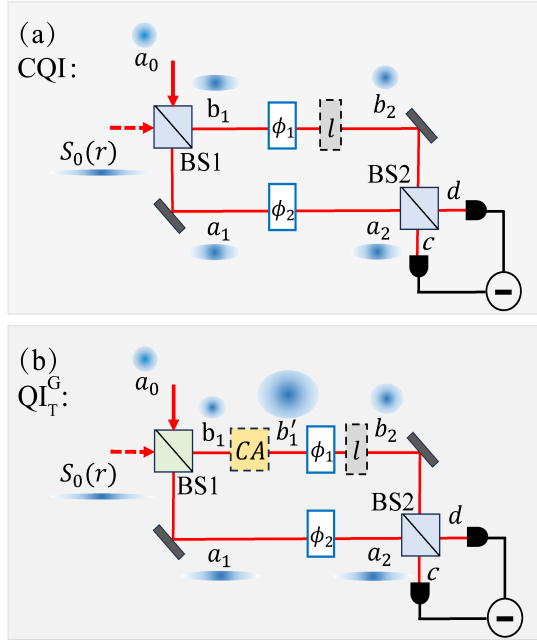 (a)
CQI:
a₀
b₁
ϕ₁
l
b₂
S₀(r)
BS1
BS2
d
a₁
ϕ₂
a₂
c
−
(b)
QI_T^G:
a₀
b₁
CA
b′₁
ϕ₁
l
b₂
S₀(r)
BS1
BS2
d
a₁
ϕ₂
a₂
c
−